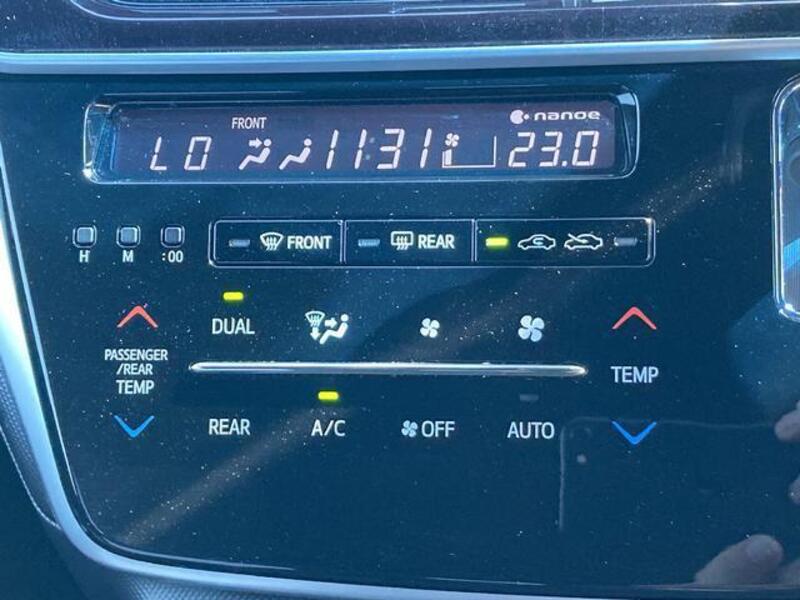 FRONT
nanoe
LO 11:31 23.0
H M :00
FRONT REAR
DUAL
PASSENGER
/REAR
TEMP
TEMP
REAR A/C OFF AUTO